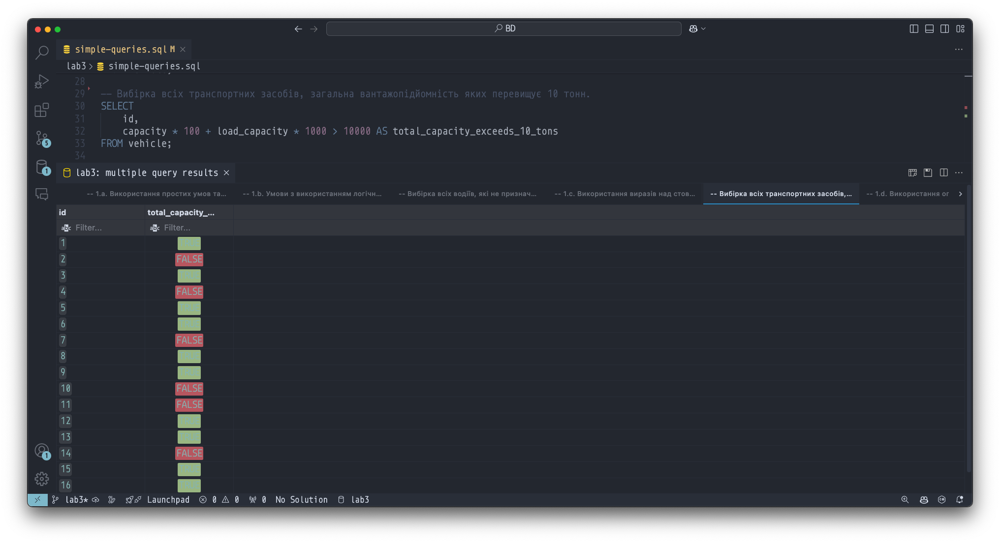 BD
simple-queries.sql M
lab3 > simple-queries.sql
28
29 -- Вибірка всіх транспортних засобів, загальна вантажопідйомність яких перевищує 10 тонн.
30 SELECT
31 id,
32 capacity * 100 + load_capacity * 1000 > 10000 AS total_capacity_exceeds_10_tons
33 FROM vehicle;
34
5
1
lab3: multiple query results
-- 1.a. Використання простих умов та... -- 1.b. Умови з використанням логічн... -- Вибірка всіх водіїв, які не признач... -- 1.c. Використання виразів над стов... -- Вибірка всіх транспортних засобів,... -- 1.d. Використання ог
id total_capacity_...
abc Filter... abc Filter...
1 TRUE
2 FALSE
3 TRUE
4 FALSE
5 TRUE
6 TRUE
7 FALSE
8 TRUE
9 TRUE
10 FALSE
11 FALSE
12 TRUE
13 TRUE
14 FALSE
15 TRUE
16 TRUE
1
lab3* Launchpad 0 0 0 No Solution lab3